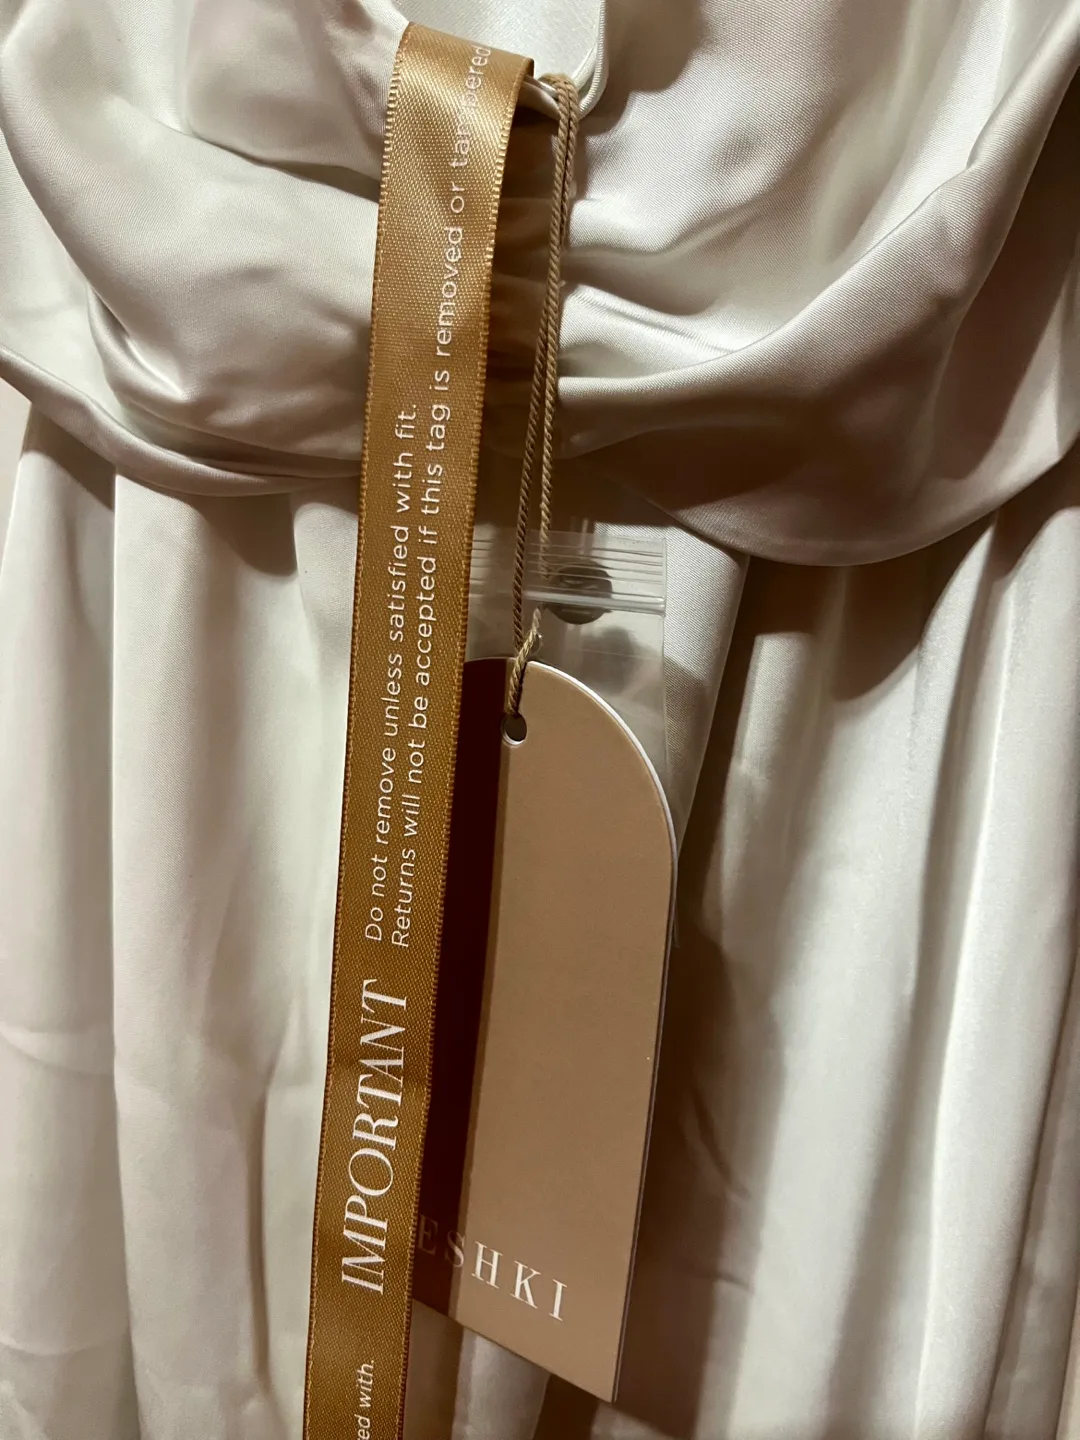 IMPORTANT
Do not remove unless satisfied with fit.
Returns will not be accepted if this tag is removed or tampered
with.
ESHKI